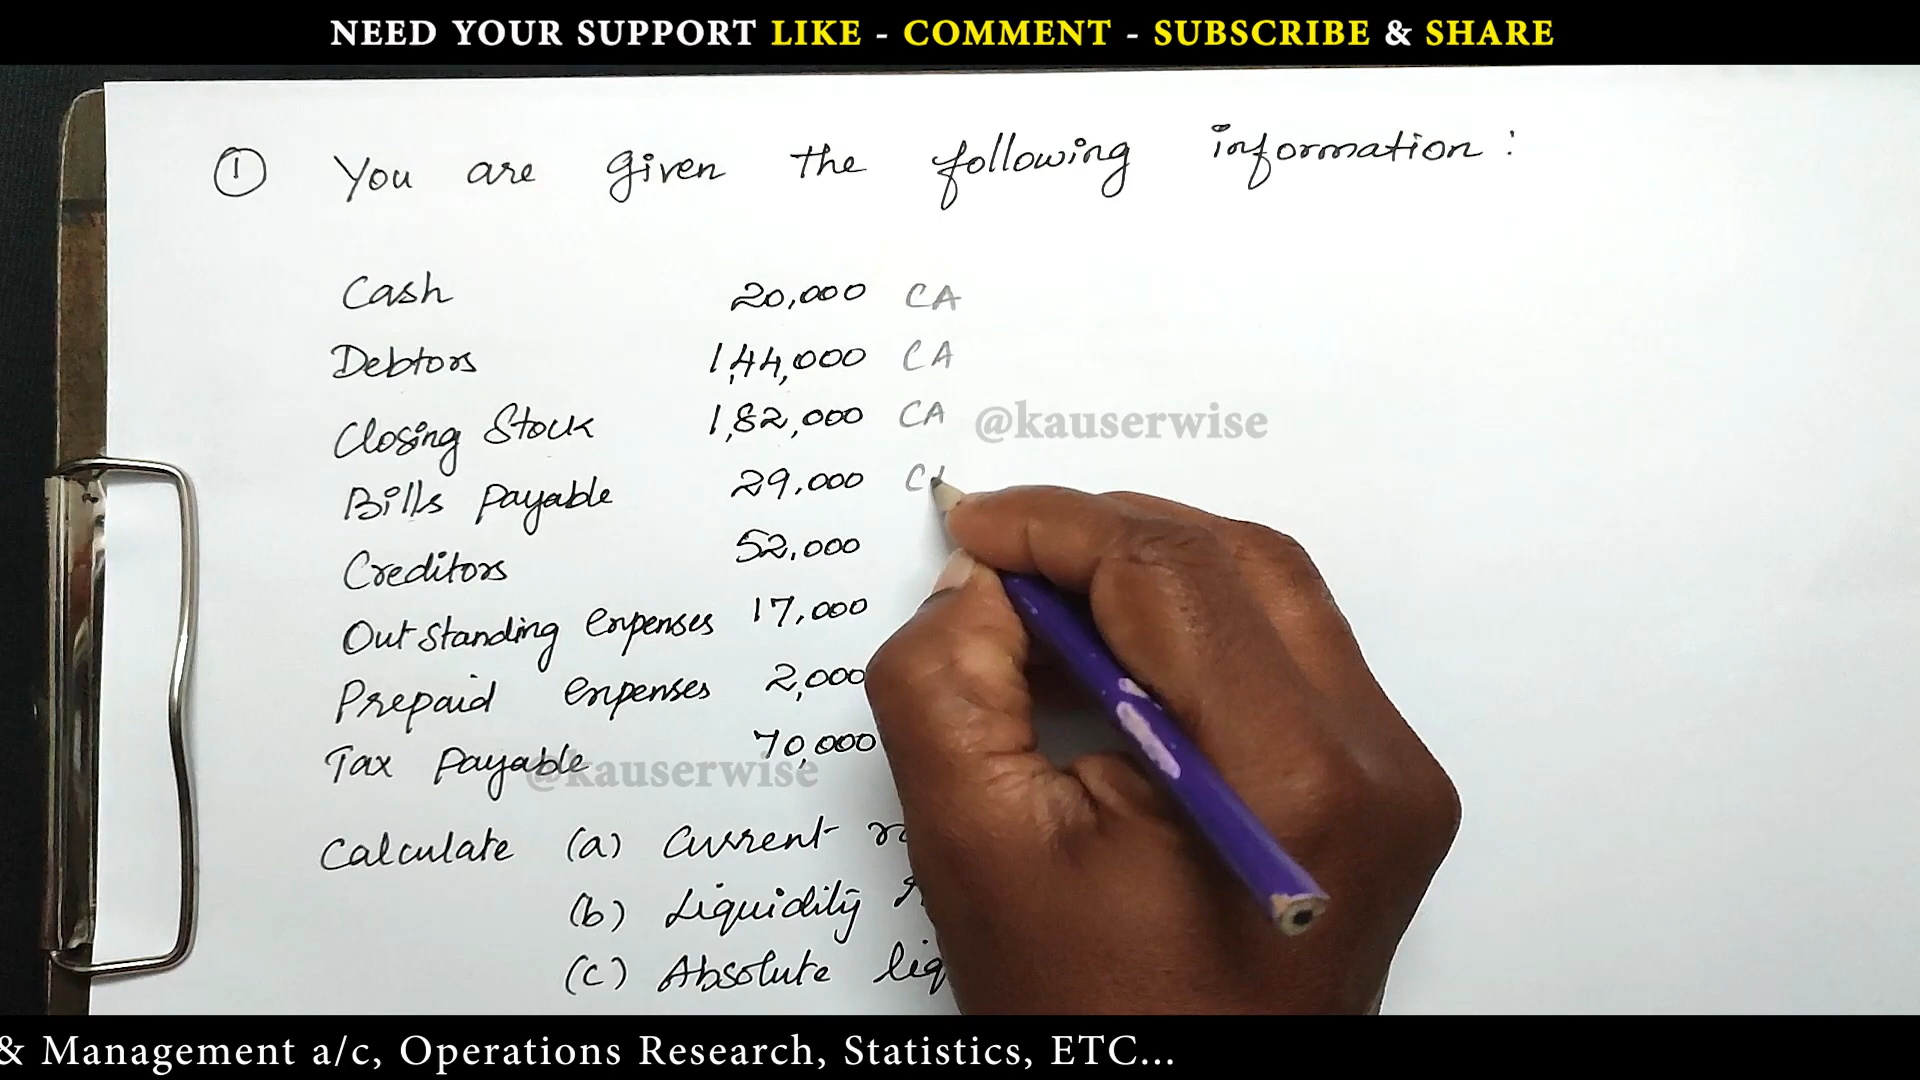 NEED YOUR SUPPORT LIKE - COMMENT - SUBSCRIBE & SHARE
① You are given the following information :
Cash 20,000 CA
Debtors 1,44,000 CA
Closing Stock 1,82,000 CA
@kauserwise
Bills payable 29,000 C
Creditors 52,000
Outstanding expenses 17,000
Prepaid expenses 2,000
Tax payable 70,000
@kauserwise
Calculate (a) Current
(b) Liquidity
(c) Absolute
& Management a/c, Operations Research, Statistics, ETC...